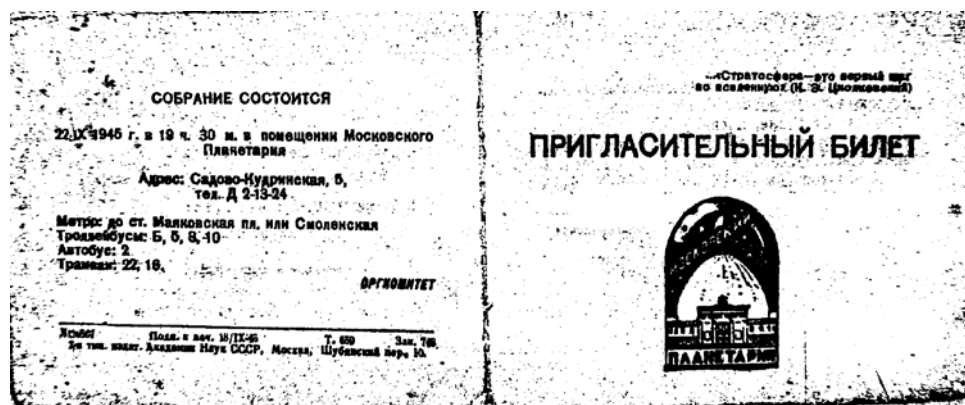 СОБРАНИЕ СОСТОИТСЯ
22/IX 1945 г. в 19 ч. 30 м. в помещении Московского
Планетария
Адрес: Садово-Кудринская, 5,
тел. Д 2-13-24
Метро: до ст. Маяковская пл. или Смоленская
Троллейбусы: Б, 5, 8, 10
Автобус: 2
Трамваи: 22, 16.
ОРГКОМИТЕТ
Подп. к печ. 18/IX-45 Т. 659 Зак.
2-я тип. издат. Академии Наук СССР, Москва, Шубинский пер., 10.
„Стратосфера—это первый шаг
во вселенную“ (К. Э. Циолковский)
ПРИГЛАСИТЕЛЬНЫЙ БИЛЕТ
МОСКОВСКИЙ
ПЛАНЕТАРИЙ